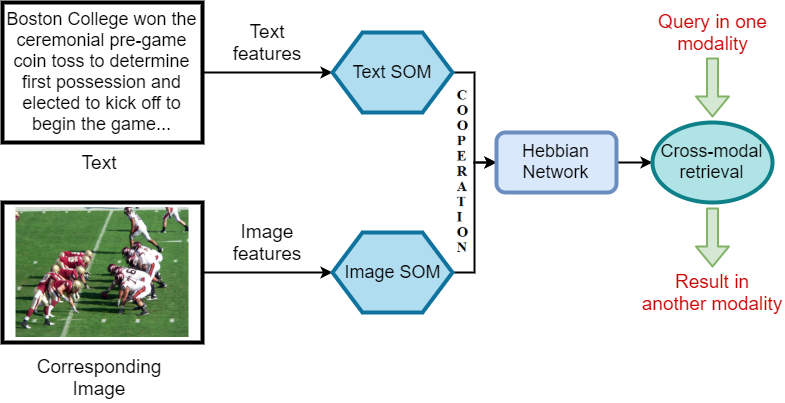 Boston College won the
ceremonial pre-game
coin toss to determine
first possession and
elected to kick off to
begin the game...
Text
Text
features
Text SOM
Corresponding
Image
Image
features
Image SOM
COOPERATION
Hebbian
Network
Query in one
modality
Cross-modal
retrieval
Result in
another modality